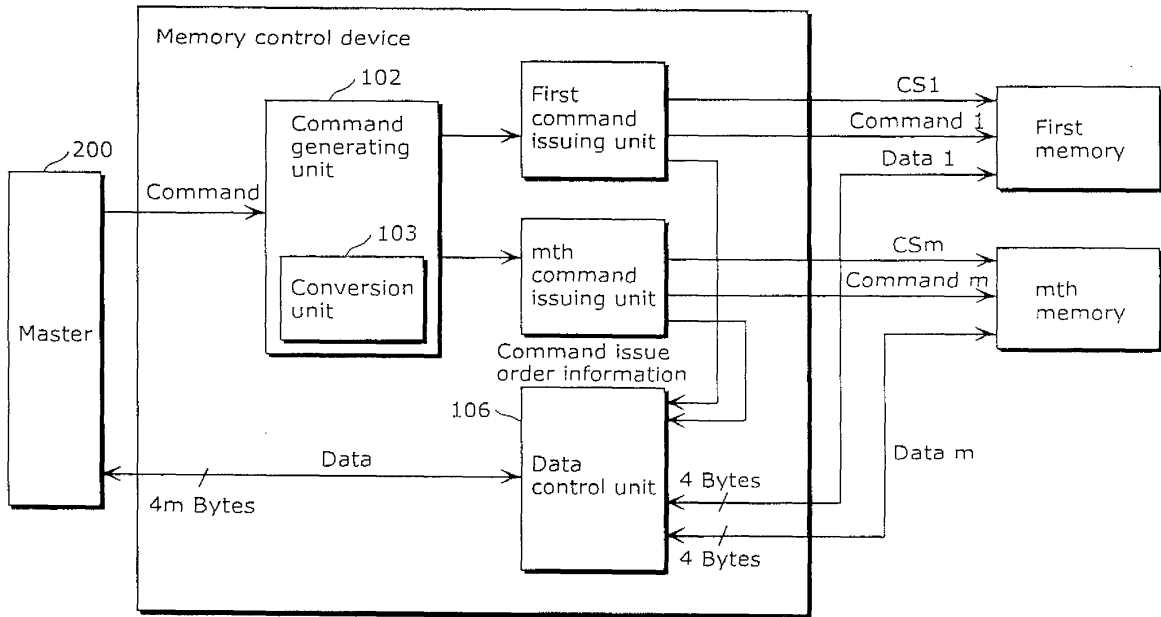 Memory control device
102
Command
generating
unit
103
Conversion
unit
200
Master
Command
First
command
issuing unit
mth
command
issuing unit
CS1
Command 1
Data 1
First
memory
CSm
Command m
mth
memory
Command issue
order information
106
Data
control unit
Data
4m Bytes
4 Bytes
4 Bytes
Data m